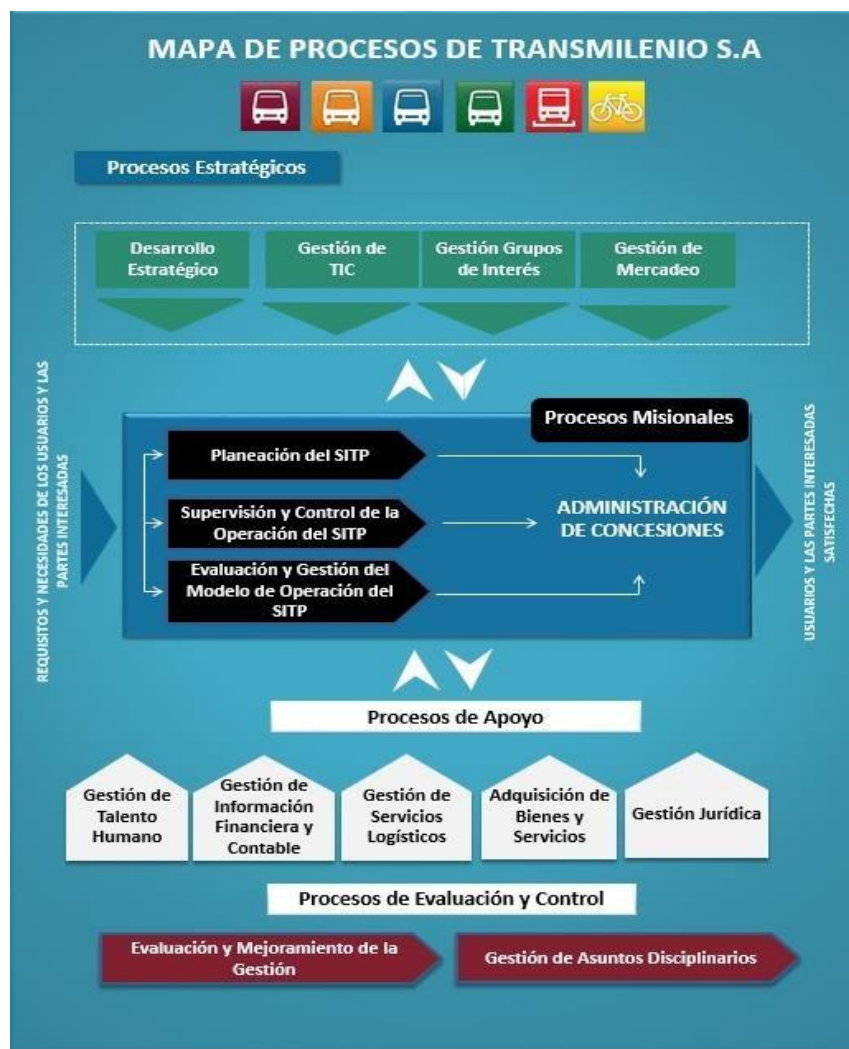 MAPA DE PROCESOS DE TRANSMILENIO S.A
Procesos Estratégicos
Desarrollo
Estratégico
Gestión de
TIC
Gestión Grupos
de Interés
Gestión de
Mercadeo
REQUISITOS Y NECESIDADES DE LOS USUARIOS Y LAS
PARTES INTERESADAS
Procesos Misionales
Planeación del SITP
Supervisión y Control de la
Operación del SITP
Evaluación y Gestión del
Modelo de Operación del
SITP
ADMINISTRACIÓN
DE CONCESIONES
USUARIOS Y LAS PARTES INTERESADAS
SATISFECHAS
Procesos de Apoyo
Gestión de
Talento
Humano
Gestión de
Información
Financiera y
Contable
Gestión de
Servicios
Logísticos
Adquisición de
Bienes y
Servicios
Gestión Jurídica
Procesos de Evaluación y Control
Evaluación y Mejoramiento de la
Gestión
Gestión de Asuntos Disciplinarios